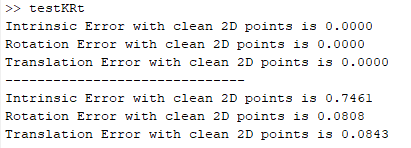 >> testKRt
Intrinsic Error with clean 2D points is 0.0000
Rotation Error with clean 2D points is 0.0000
Translation Error with clean 2D points is 0.0000
------------------------------
Intrinsic Error with clean 2D points is 0.7461
Rotation Error with clean 2D points is 0.0808
Translation Error with clean 2D points is 0.0843